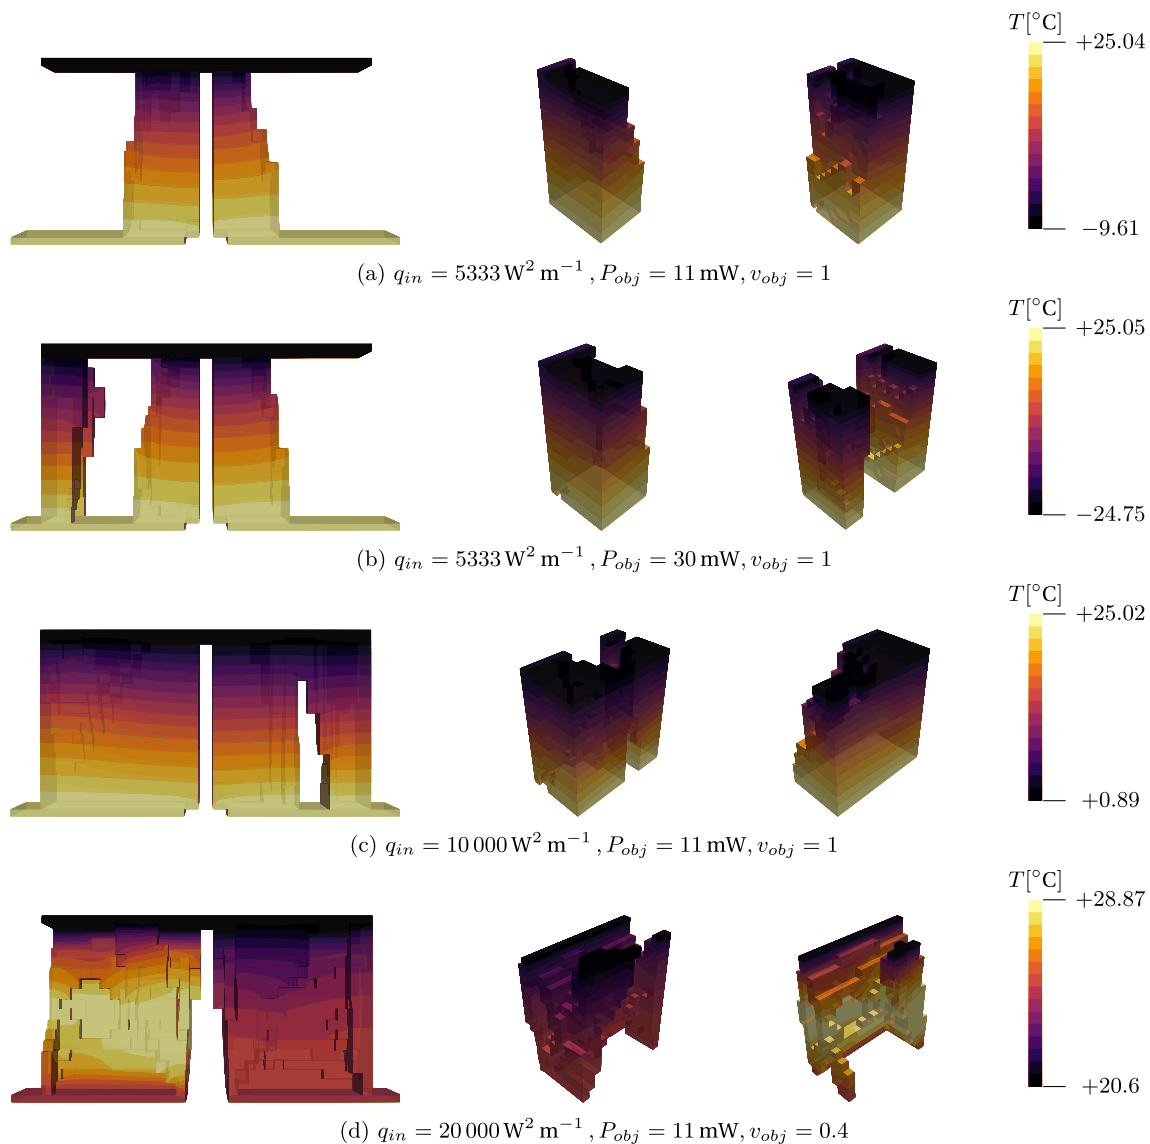 T[°C]
+25.04
−9.61
(a) q_in = 5333 W² m⁻¹ , P_obj = 11 mW, v_obj = 1
T[°C]
+25.05
−24.75
(b) q_in = 5333 W² m⁻¹ , P_obj = 30 mW, v_obj = 1
T[°C]
+25.02
+0.89
(c) q_in = 10 000 W² m⁻¹ , P_obj = 11 mW, v_obj = 1
T[°C]
+28.87
+20.6
(d) q_in = 20 000 W² m⁻¹, P_obj = 11 mW, v_obj = 0.4